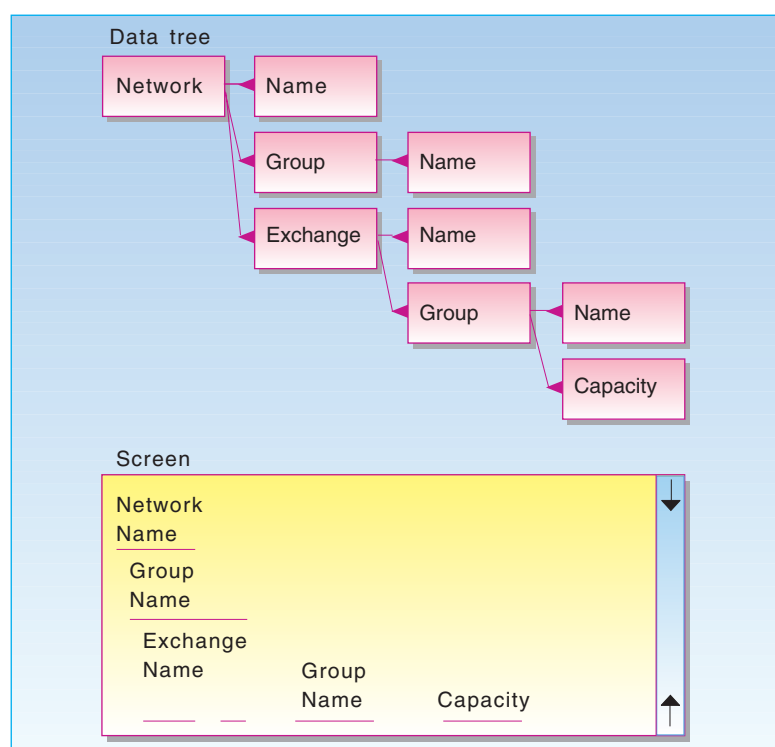 Data tree
Network Name
Group Name
Exchange Name
Group Name
Capacity
Screen
Network
Name
Group
Name
Exchange
Name Group
Name Capacity